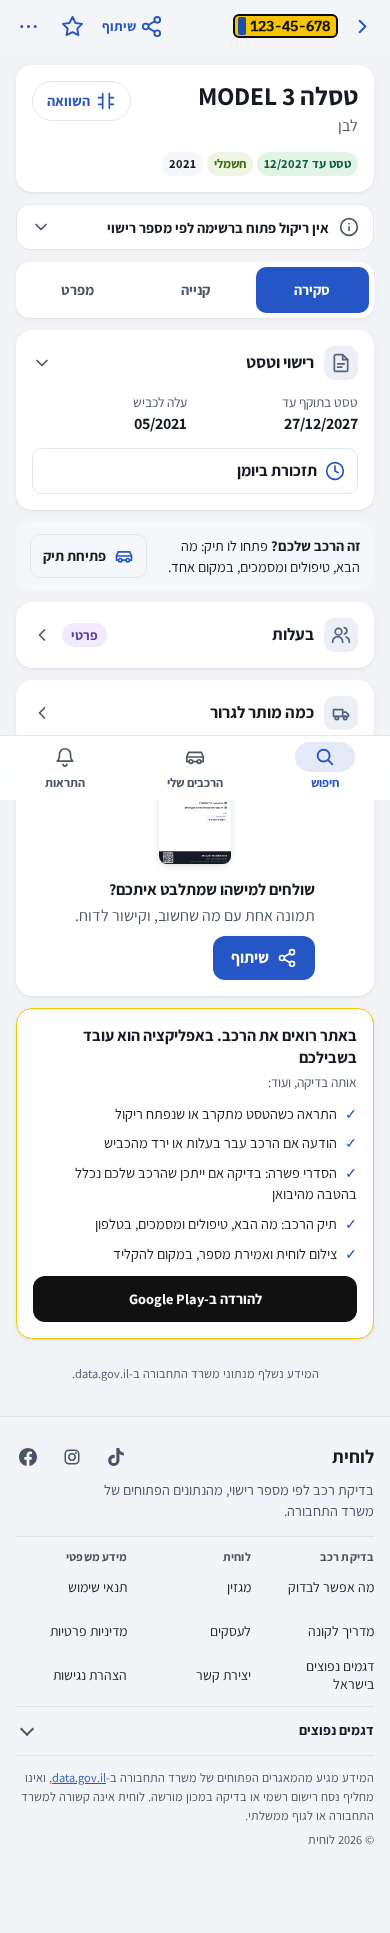 123-45-678
שיתוף
טסלה MODEL 3
לבן
השוואה
טסט עד 12/2027
חשמלי
2021
אין ריקול פתוח ברשימה לפי מספר רישוי
סקירה
קנייה
מפרט
רישוי וטסט
טסט בתוקף עד
עלה לכביש
27/12/2027
05/2021
תזכורת ביומן
זה הרכב שלכם? פתחו לו תיק: מה
הבא, טיפולים ומסמכים, במקום אחד.
פתיחת תיק
בעלות
פרטי
כמה מותר לגרור
חיפוש
הרכבים שלי
התראות
שולחים למישהו שמתלבט איתכם?
תמונה אחת עם מה שחשוב, וקישור לדוח.
שיתוף
באתר רואים את הרכב. באפליקציה הוא עובד
בשבילכם
אותה בדיקה, ועוד:
✓ התראה כשהטסט מתקרב או שנפתח ריקול
✓ הודעה אם הרכב עבר בעלות או ירד מהכביש
✓ הסדרי פשרה: בדיקה אם ייתכן שהרכב שלכם נכלל
בהטבה מהיבואן
✓ תיק הרכב: מה הבא, טיפולים ומסמכים, בטלפון
✓ צילום לוחית ואמירת מספר, במקום להקליד
להורדה ב-Google Play
המידע נשלף מנתוני משרד התחבורה ב-data.gov.il.
לוחית
בדיקת רכב לפי מספר רישוי, מהנתונים הפתוחים של
משרד התחבורה.
בדיקת רכב
לוחית
מידע משפטי
מה אפשר לבדוק
מגזין
תנאי שימוש
מדריך לקונה
לעסקים
מדיניות פרטיות
דגמים נפוצים
בישראל
יצירת קשר
הצהרת נגישות
דגמים נפוצים
המידע מגיע מהמאגרים הפתוחים של משרד התחבורה ב-data.gov.il, ואינו
מחליף נסח רישום רשמי או בדיקה במכון מורשה. לוחית אינה קשורה למשרד
התחבורה או לגוף ממשלתי.
© 2026 לוחית